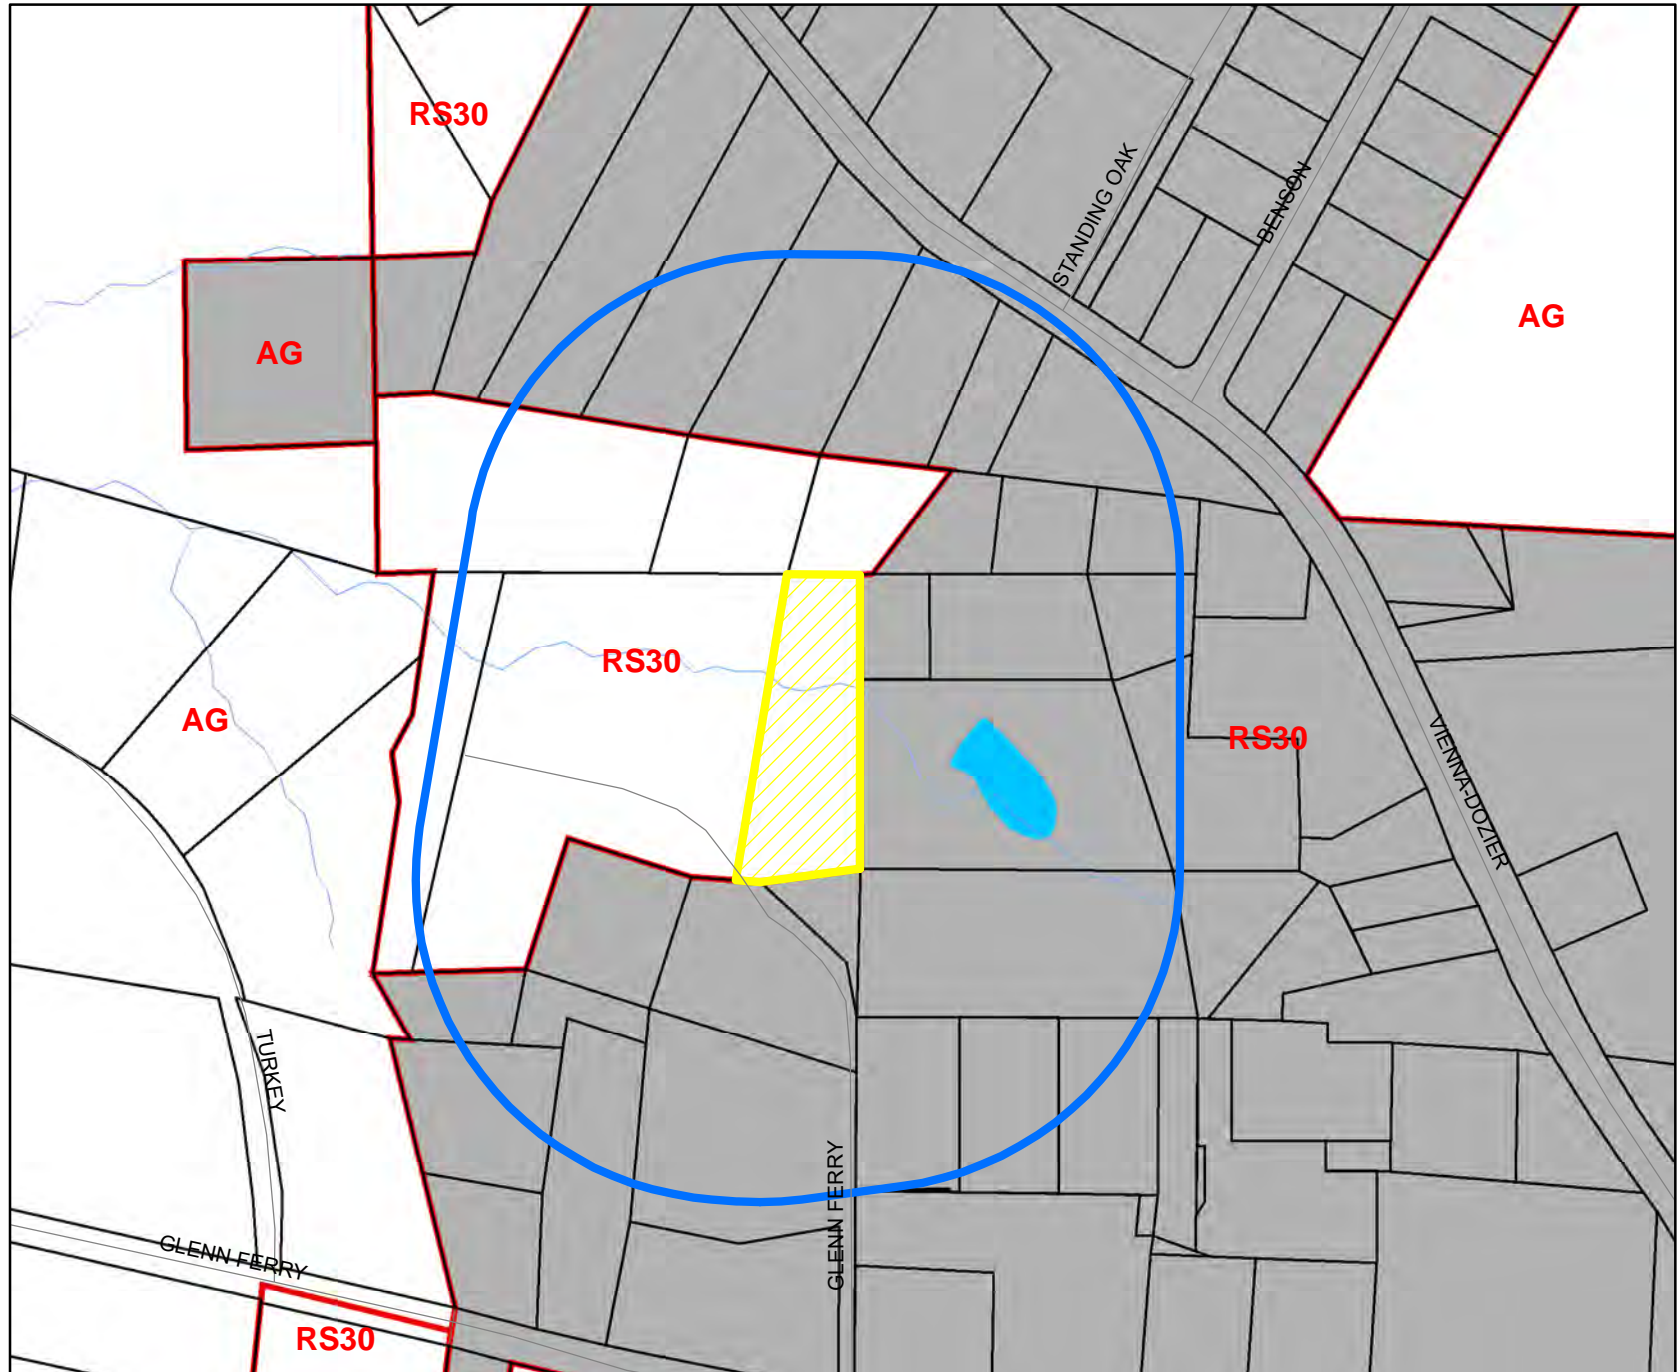 RS30
STANDING OAK
BENSON
AG
AG
RS30
AG
RS30
VIENNA-DOZIER
TURKEY
GLENN FERRY
GLENN FERRY
RS30